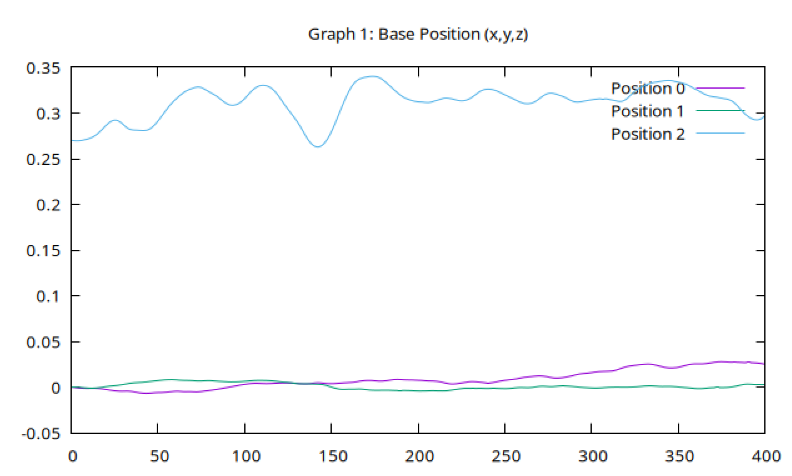 Graph 1: Base Position (x,y,z)
0.35
0.3
0.25
0.2
0.15
0.1
0.05
0
-0.05
0 50 100 150 200 250 300 350 400
Position 0
Position 1
Position 2